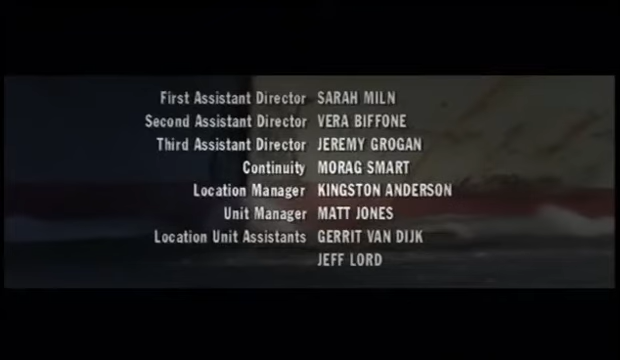 First Assistant Director SARAH MILN
Second Assistant Director VERA BIFFONE
Third Assistant Director JEREMY GROGAN
Continuity MORAG SMART
Location Manager KINGSTON ANDERSON
Unit Manager MATT JONES
Location Unit Assistants GERRIT VAN DIJK
JEFF LORD